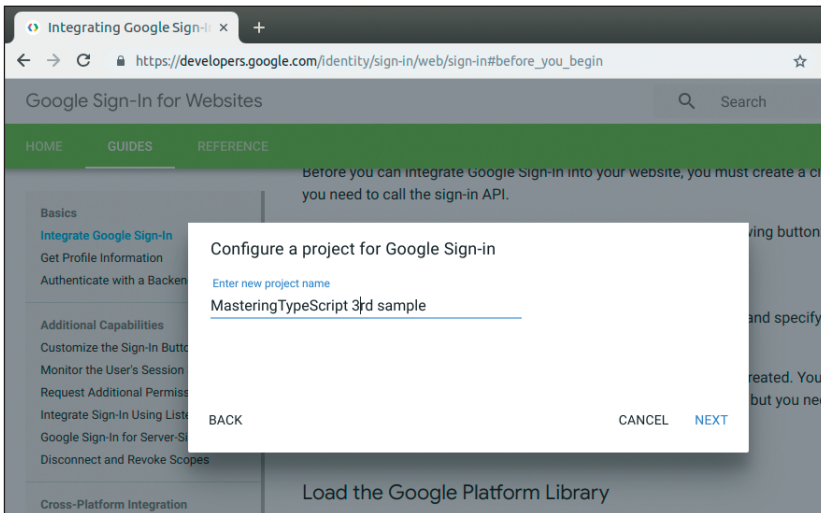 Integrating Google Sign-I
https://developers.google.com/identity/sign-in/web/sign-in#before_you_begin
Google Sign-In for Websites
Search
HOME GUIDES REFERENCE
Before you can integrate Google Sign-In into your website, you must create a cl
you need to call the sign-in API.
Basics
Integrate Google Sign-In
Get Profile Information
Authenticate with a Backen
Additional Capabilities
Customize the Sign-In Butto
Monitor the User's Session
Request Additional Permiss
Integrate Sign-In Using Liste
Google Sign-In for Server-Si
Disconnect and Revoke Scopes
Cross-Platform Integration
ving button
and specify
reated. You
but you nee
Configure a project for Google Sign-in
Enter new project name
MasteringTypeScript 3rd sample
BACK CANCEL NEXT
Load the Google Platform Library